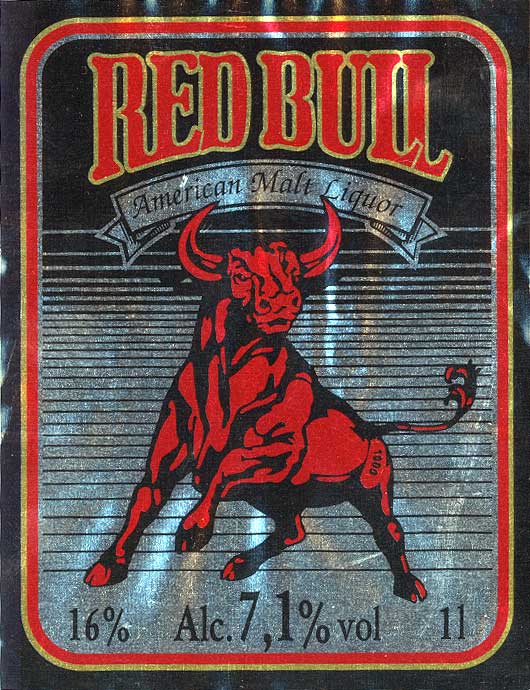 RED BULL
American Malt Liquor
16% Alc. 7,1% vol 1l